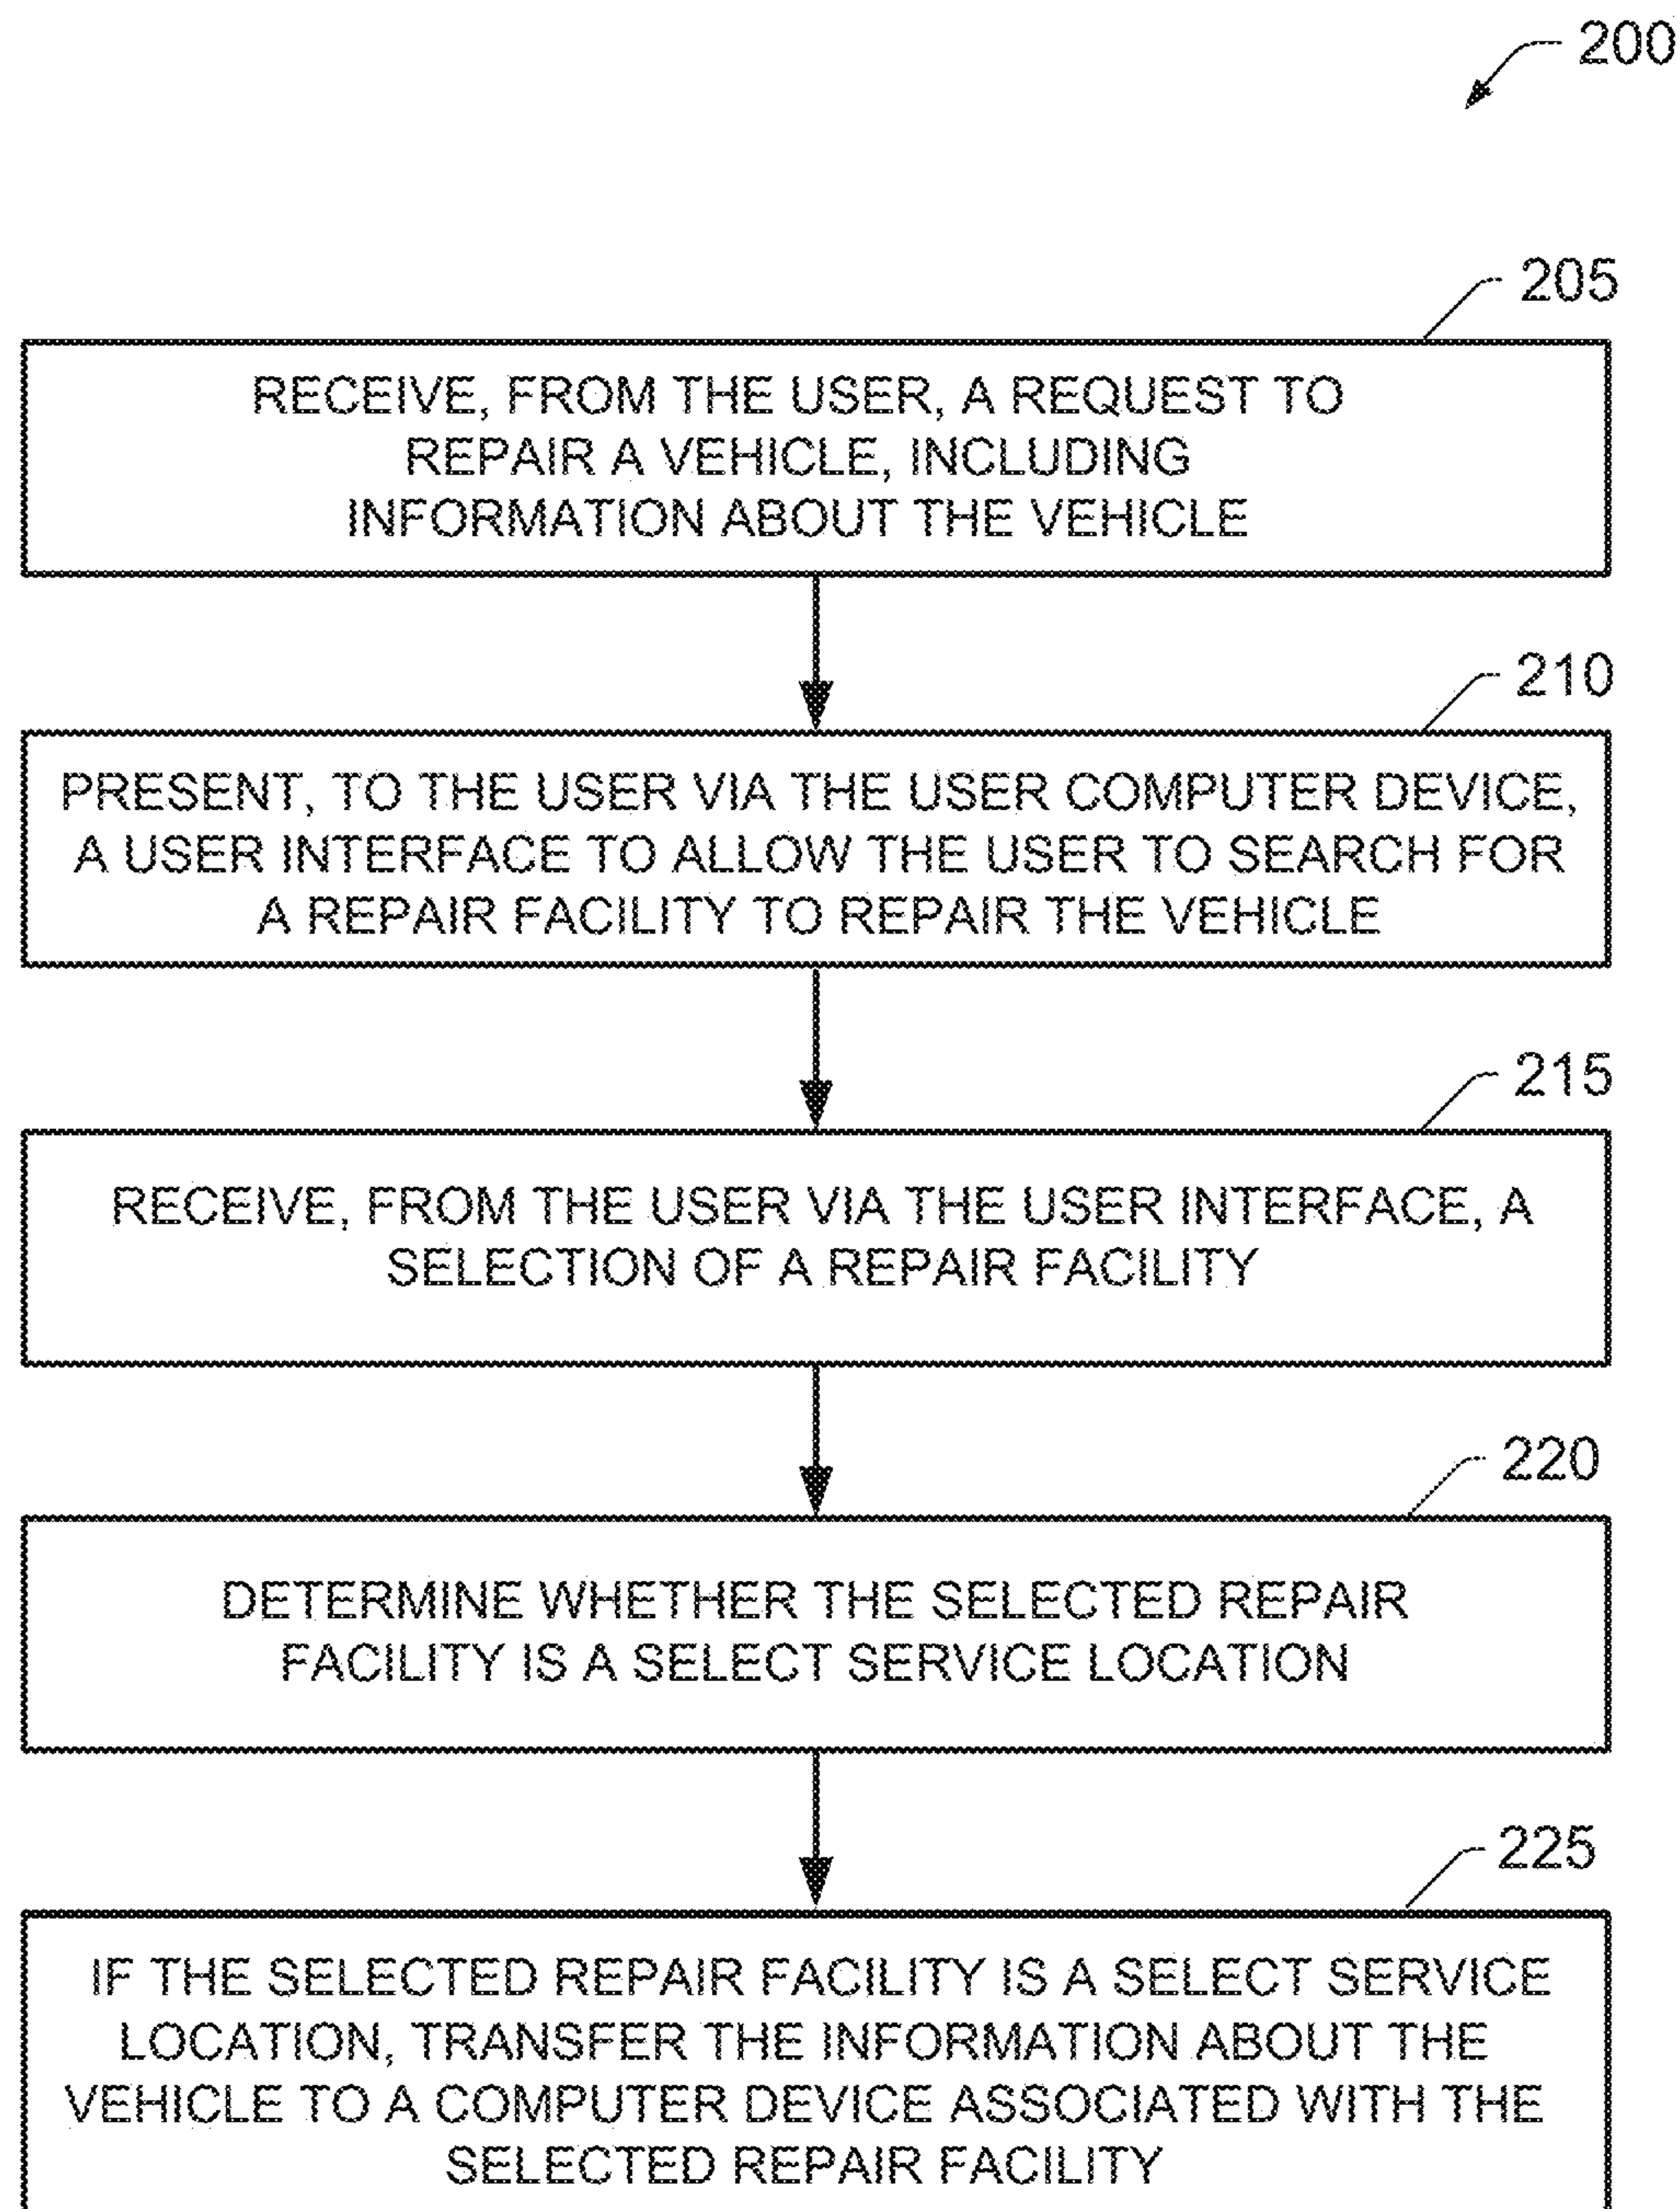 200
205
RECEIVE, FROM THE USER, A REQUEST TO
REPAIR A VEHICLE, INCLUDING
INFORMATION ABOUT THE VEHICLE
210
PRESENT, TO THE USER VIA THE USER COMPUTER DEVICE,
A USER INTERFACE TO ALLOW THE USER TO SEARCH FOR
A REPAIR FACILITY TO REPAIR THE VEHICLE
215
RECEIVE, FROM THE USER VIA THE USER INTERFACE, A
SELECTION OF A REPAIR FACILITY
220
DETERMINE WHETHER THE SELECTED REPAIR
FACILITY IS A SELECT SERVICE LOCATION
225
IF THE SELECTED REPAIR FACILITY IS A SELECT SERVICE
LOCATION, TRANSFER THE INFORMATION ABOUT THE
VEHICLE TO A COMPUTER DEVICE ASSOCIATED WITH THE
SELECTED REPAIR FACILITY